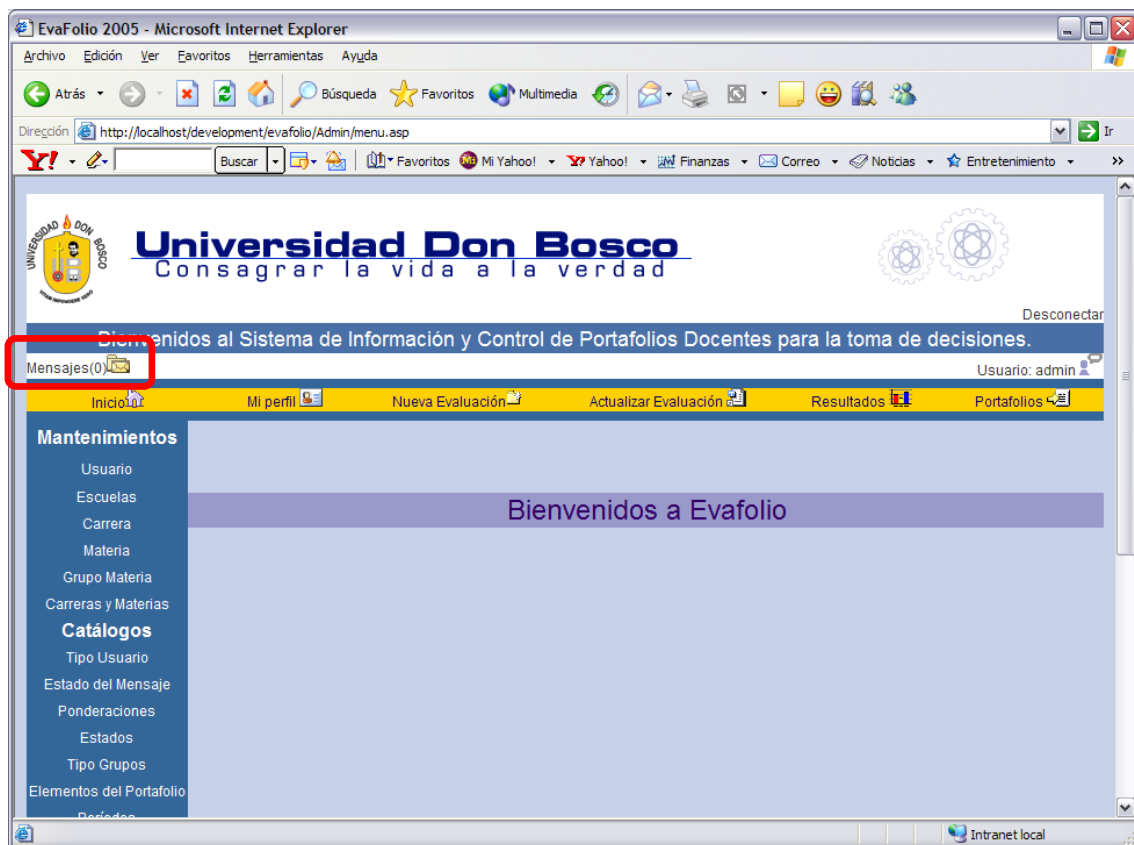 EvaFolio 2005 - Microsoft Internet Explorer
Archivo Edición Ver Favoritos Herramientas Ayuda
Atrás Búsqueda Favoritos Multimedia
Dirección http://localhost/development/evafolio/Admin/menu.asp Ir
Y! Buscar Favoritos Mi Yahoo! Yahoo! Finanzas Correo Noticias Entretenimiento »
UNIVERSIDAD DON BOSCO
Universidad Don Bosco
Consagrar la vida a la verdad
Desconectar
Bienvenidos al Sistema de Información y Control de Portafolios Docentes para la toma de decisiones.
Mensajes(0) Usuario: admin
Inicio Mi perfil Nueva Evaluación Actualizar Evaluación Resultados Portafolios
Mantenimientos
Usuario
Escuelas
Bienvenidos a Evafolio
Carrera
Materia
Grupo Materia
Carreras y Materias
Catálogos
Tipo Usuario
Estado del Mensaje
Ponderaciones
Estados
Tipo Grupos
Elementos del Portafolio
Períodos
Intranet local